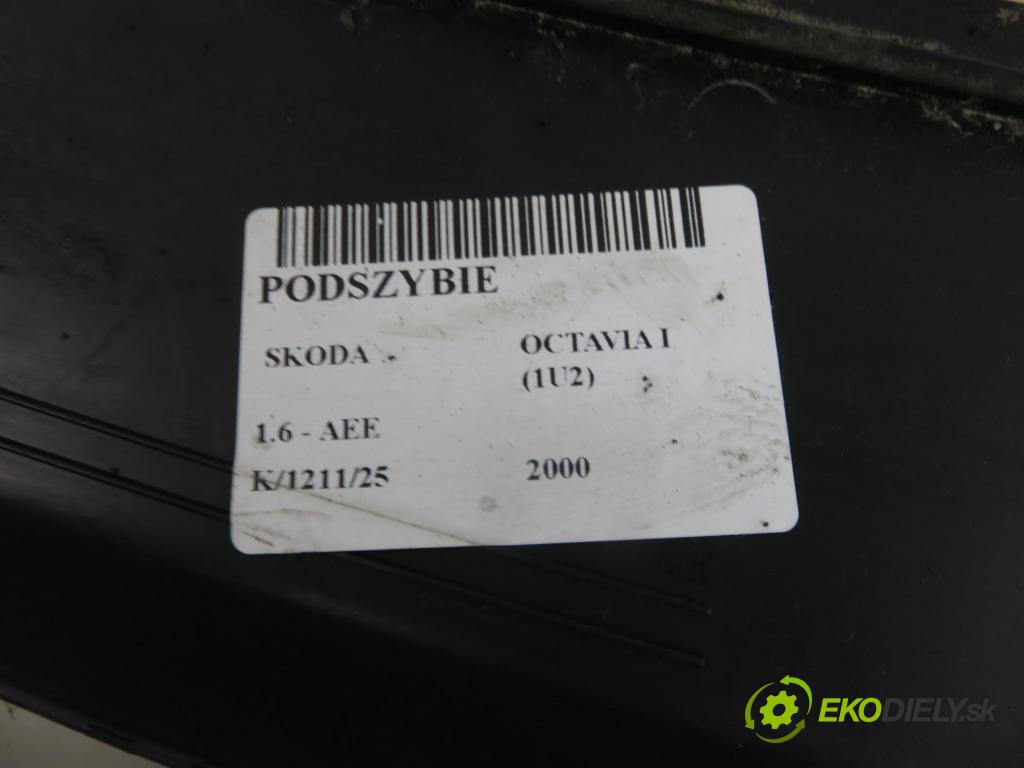 PODSZYBIE
SKODA OCTAVIA I
(1U2)
1.6 - AEE
K/1211/25 2000
EKODIELY.sk